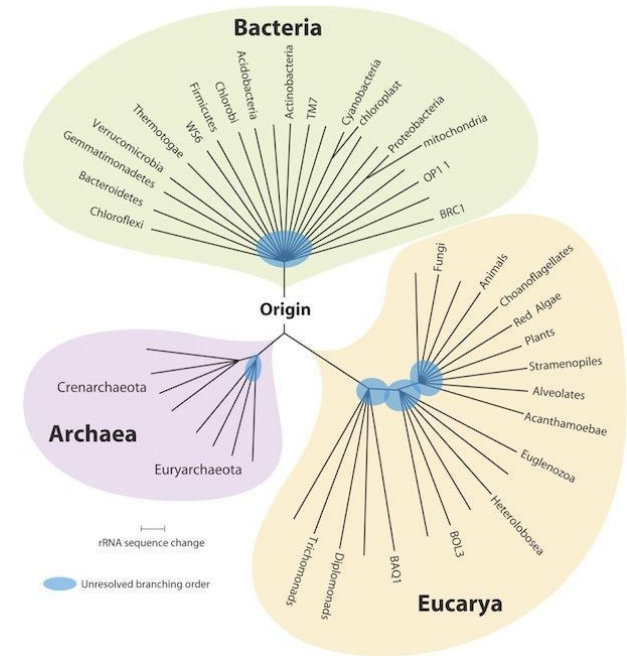 Bacteria
Chloroflexi
Bacteroidetes
Gemmatimonadetes
Verrucomicrobia
Thermotogae
WS6
Firmicutes
Chlorobi
Acidobacteria
Actinobacteria
TM7
Cyanobacteria
chloroplast
Proteobacteria
mitochondria
OP1 1
BRC1
Origin
Crenarchaeota
Archaea
Euryarchaeota
Fungi
Animals
Choanoflagellates
Red Algae
Plants
Stramenopiles
Alveolates
Acanthamoebae
Euglenozoa
Heterolobosea
BOL3
BAQ1
Diplomonads
Trichomonads
Eucarya
rRNA sequence change
Unresolved branching order